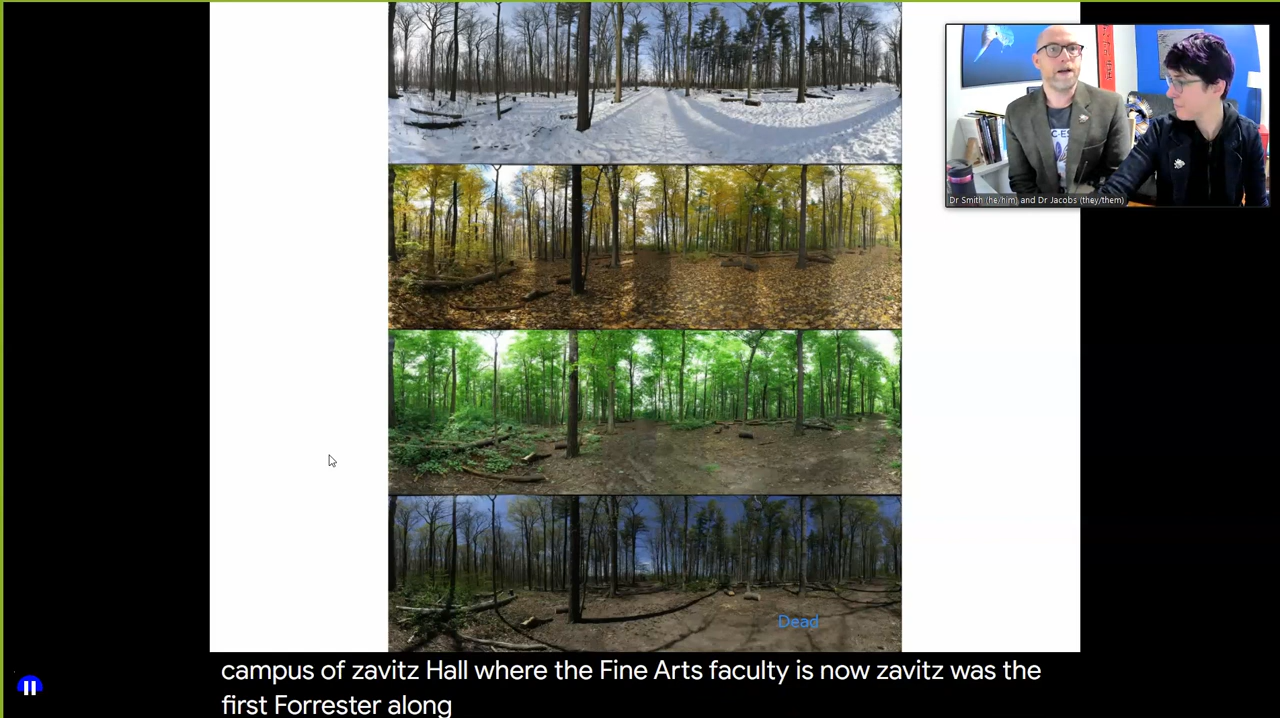 Dr Smith (he/him) and Dr Jacobs (they/them)
Dead
campus of zavitz Hall where the Fine Arts faculty is now zavitz was the
first Forrester along